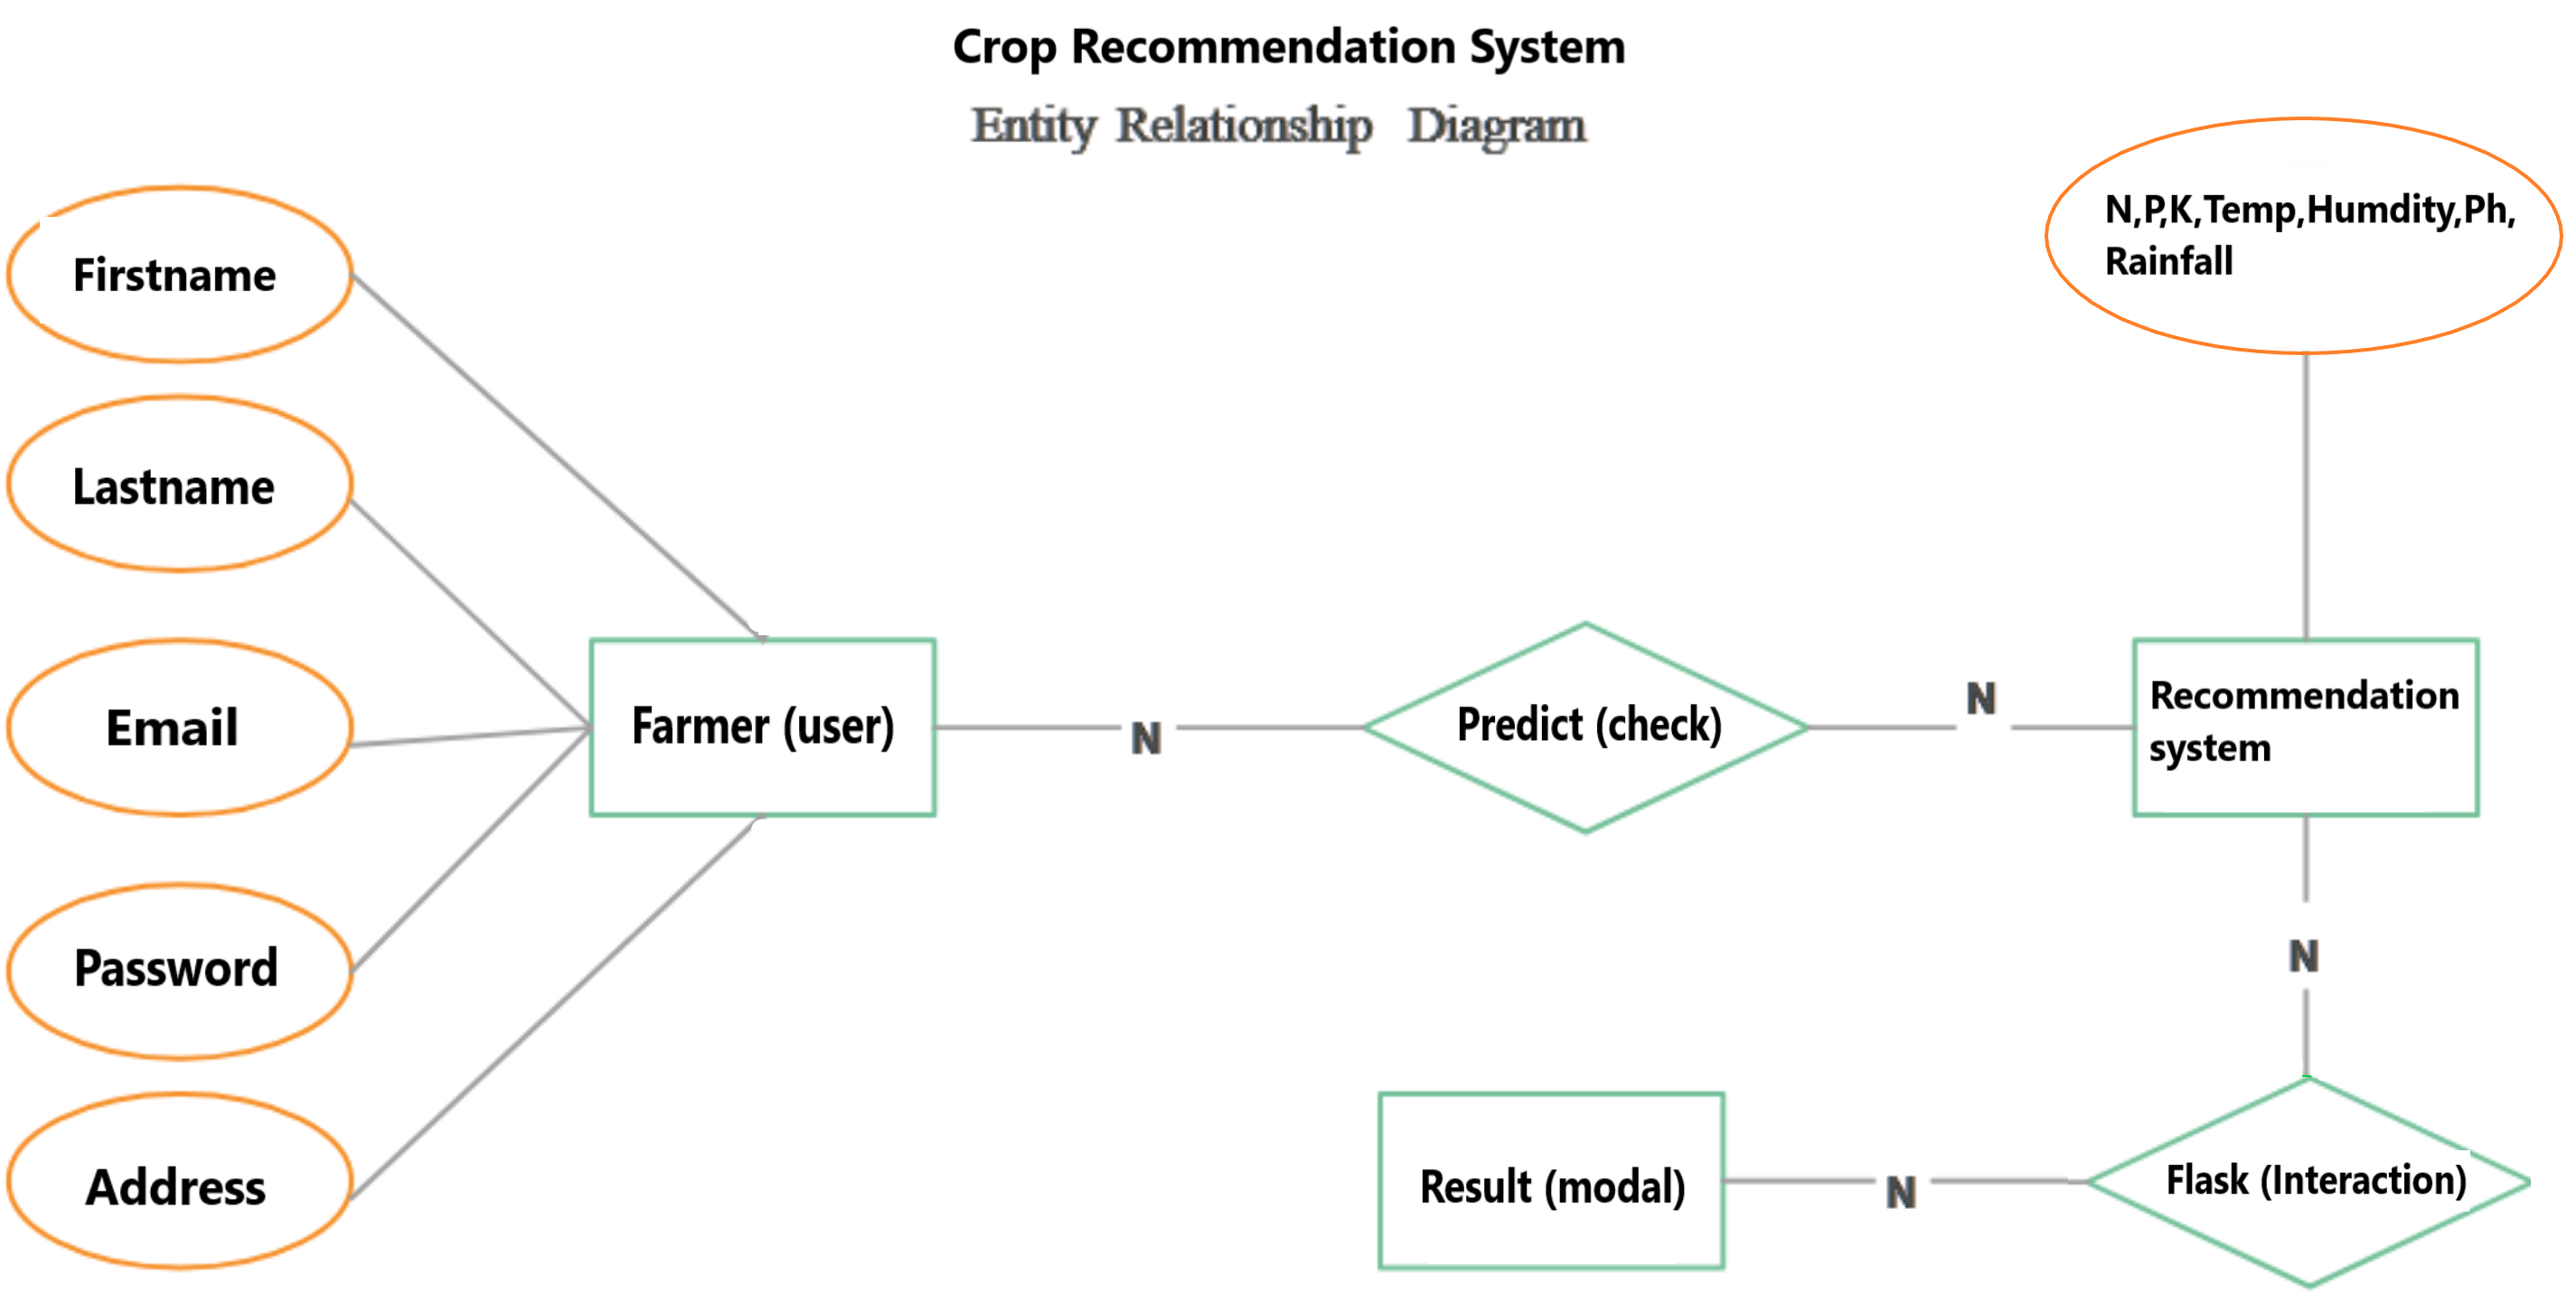 Crop Recommendation System
Entity Relationship Diagram
N,P,K,Temp,Humdity,Ph,
Rainfall
Firstname
Lastname
Email
Password
Address
Farmer (user)
N
Predict (check)
N
Recommendation
system
N
Flask (Interaction)
N
Result (modal)